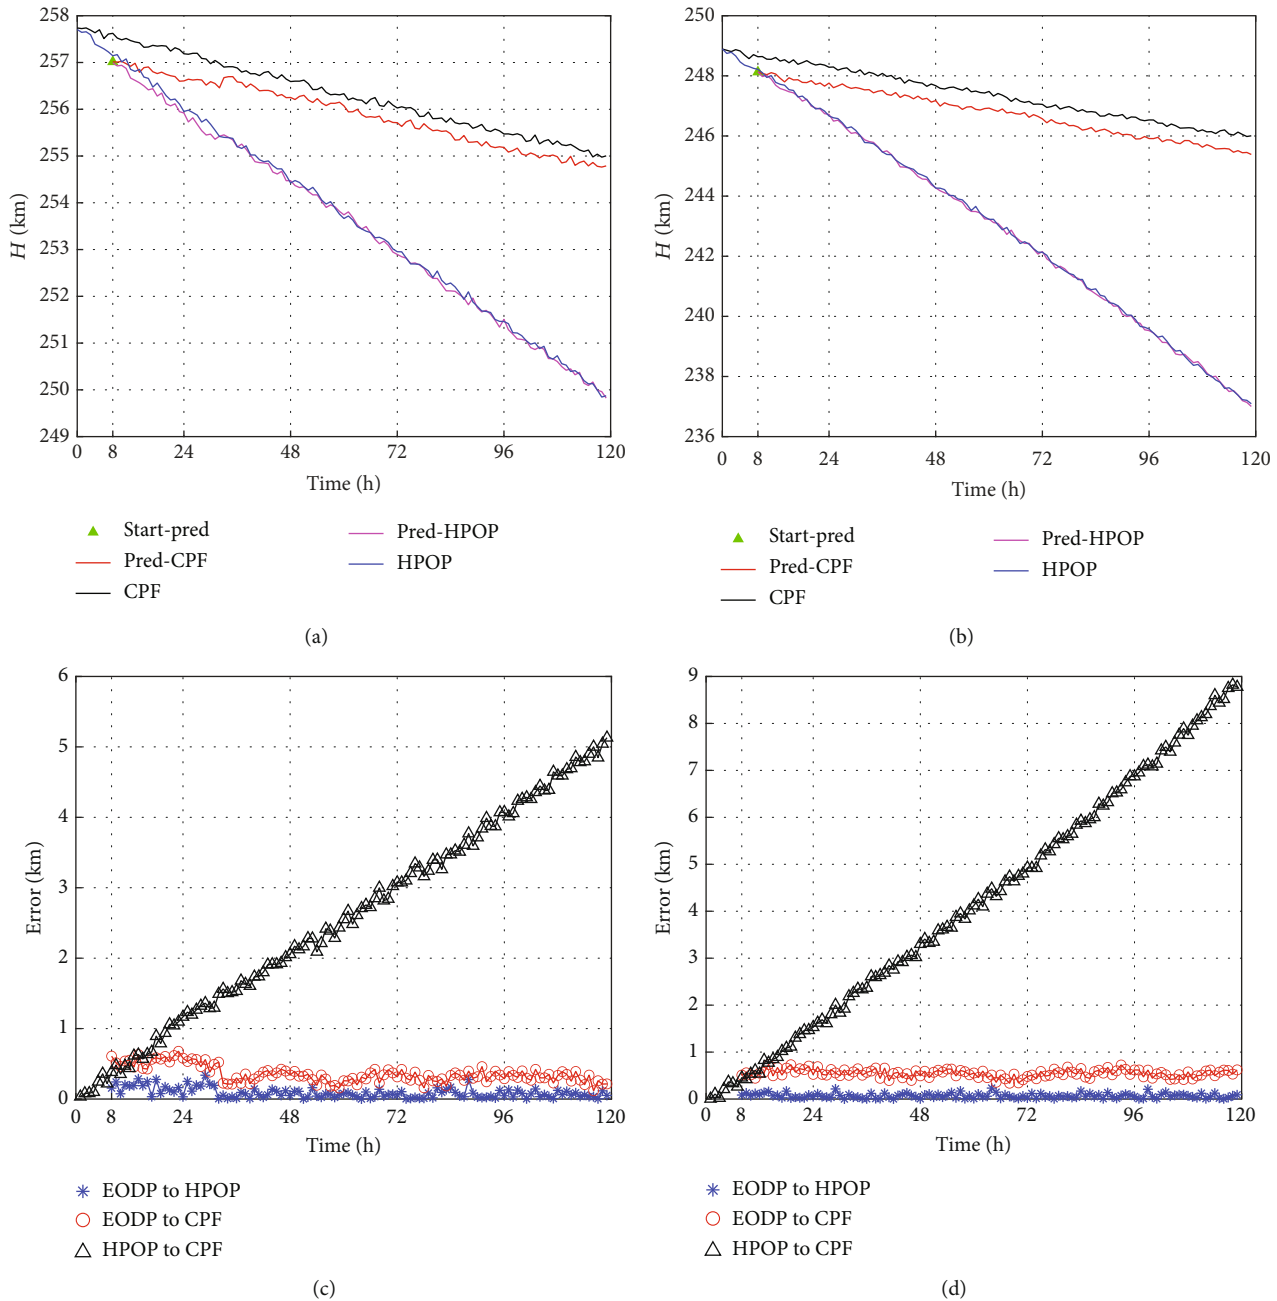 258
257
256
255
254
253
252
251
250
249
H (km)
0 8 24 48 72 96 120
Time (h)
Start-pred
Pred-CPF
CPF
Pred-HPOP
HPOP
(a)
250
248
246
244
242
240
238
236
H (km)
0 8 24 48 72 96 120
Time (h)
Start-pred
Pred-CPF
CPF
Pred-HPOP
HPOP
(b)
6
5
4
3
2
1
0
Error (km)
0 8 24 48 72 96 120
Time (h)
EODP to HPOP
EODP to CPF
HPOP to CPF
(c)
9
8
7
6
5
4
3
2
1
0
Error (km)
0 8 24 48 72 96 120
Time (h)
EODP to HPOP
EODP to CPF
HPOP to CPF
(d)